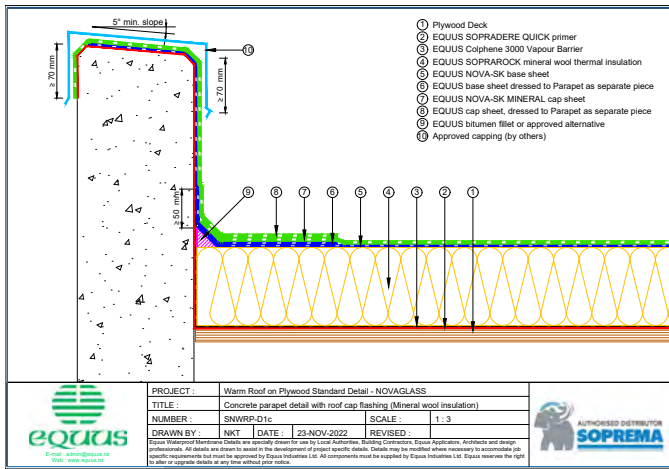 5° min. slope
① Plywood Deck
② EQUUS SOPRADERE QUICK primer
③ EQUUS Colphene 3000 Vapour Barrier
④ EQUUS SOPRAROCK mineral wool thermal insulation
⑤ EQUUS NOVA-SK base sheet
⑥ EQUUS base sheet dressed to Parapet as separate piece
⑦ EQUUS NOVA-SK MINERAL cap sheet
⑧ EQUUS cap sheet, dressed to Parapet as separate piece
⑨ EQUUS bitumen fillet or approved alternative
⑩ Approved capping (by others)
⑩
≥ 70 mm
≥ 70 mm
≥ 50 mm
⑨ ⑧ ⑦ ⑥ ⑤ ④ ③ ② ①
equus
E-mail : admin@equus.nz
Web : www.equus.nz
PROJECT : Warm Roof on Plywood Standard Detail - NOVAGLASS
TITLE : Concrete parapet detail with roof cap flashing (Mineral wool insulation)
NUMBER : SNWRP-D1c SCALE : 1 : 3
DRAWN BY : NKT DATE : 23-NOV-2022 REVISED :
Equus Waterproof Membrane Details are specially drawn for use by Local Authorities, Building Contractors, Equus Applicators, Architects and design
professionals. All details are drawn to assist in the development of project specific details. Details may be modified where necessary to accomodate job
specific requirements but must be approved by Equus Industries Ltd. All components must be supplied by Equus Industries Ltd. Equus reserves the right
to alter or upgrade details at any time without prior notice.
AUTHORISED DISTRIBUTOR
SOPREMA